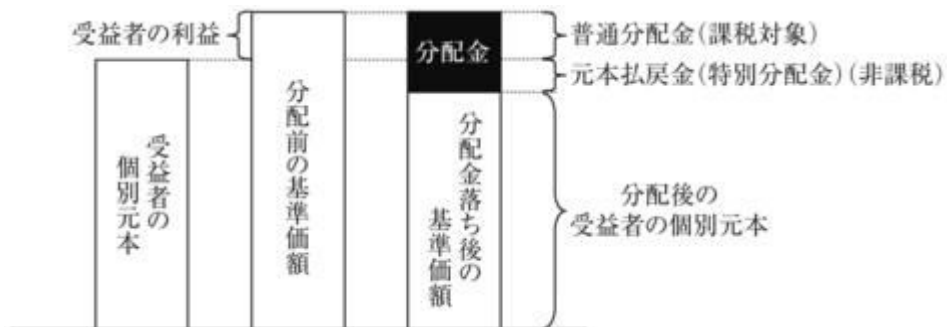 受益者の利益
受益者の
個別元本
分配前の基準価額
分配金
分配金落ち後の
基準価額
普通分配金(課税対象)
元本払戻金(特別分配金)(非課税)
分配後の
受益者の個別元本